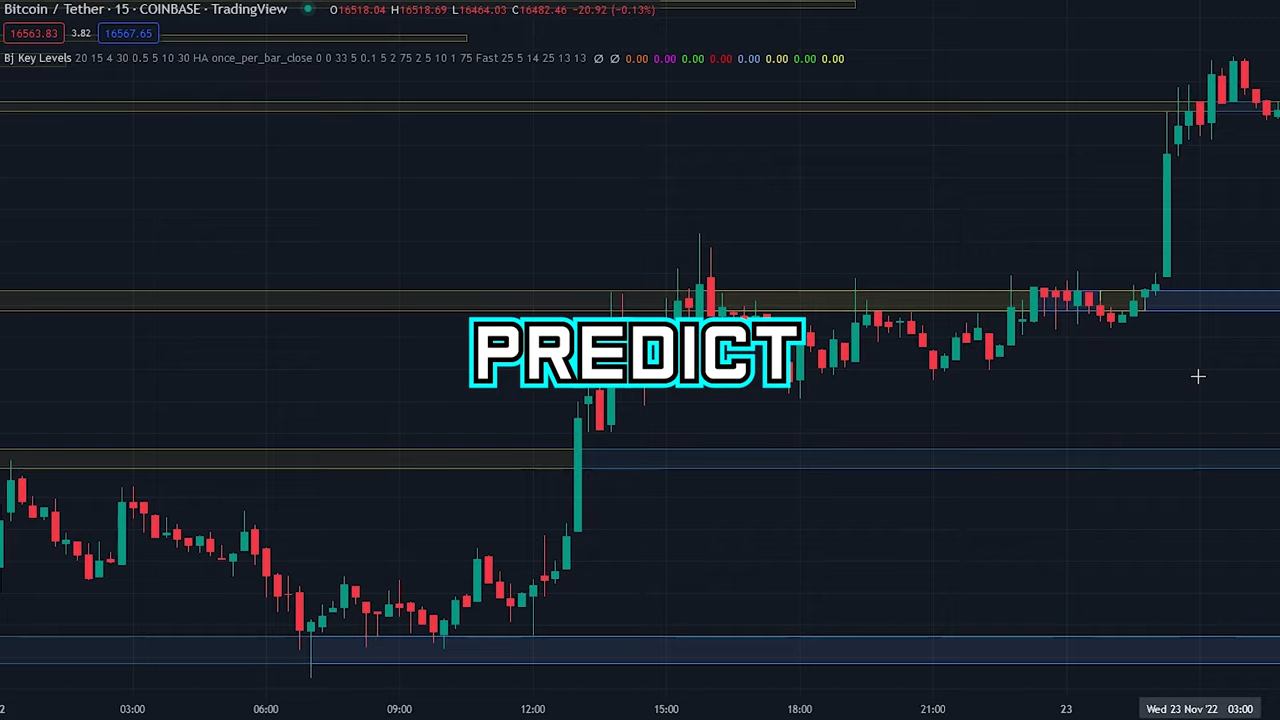 Bitcoin / Tether · 15 · COINBASE · TradingView O16518.04 H16518.69 L16464.03 C16482.46 -20.92 (-0.13%)
16563.83 3.82 16567.65
Bj Key Levels 20 15 4 30 0.5 5 10 30 HA once_per_bar_close 0 0 33 5 0.1 5 2 75 2 5 10 1 75 Fast 25 5 14 25 13 13 ∅ ∅ 0.00 0.00 0.00 0.00 0.00 0.00 0.00 0.00
PREDICT
2 03:00 06:00 09:00 12:00 15:00 18:00 21:00 23 Wed 23 Nov '22 03:00